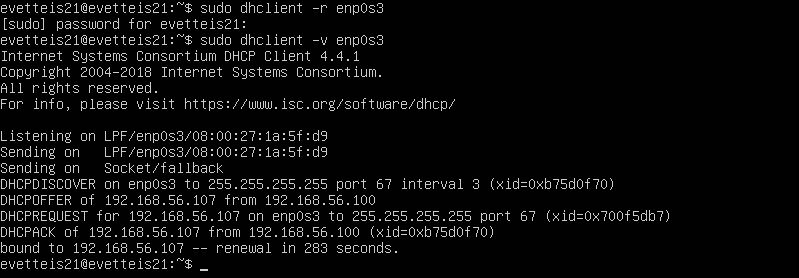 evetteis21@evetteis21:~$ sudo dhclient -r enp0s3
[sudo] password for evetteis21:
evetteis21@evetteis21:~$ sudo dhclient -v enp0s3
Internet Systems Consortium DHCP Client 4.4.1
Copyright 2004-2018 Internet Systems Consortium.
All rights reserved.
For info, please visit https://www.isc.org/software/dhcp/

Listening on LPF/enp0s3/08:00:27:1a:5f:d9
Sending on   LPF/enp0s3/08:00:27:1a:5f:d9
Sending on   Socket/fallback
DHCPDISCOVER on enp0s3 to 255.255.255.255 port 67 interval 3 (xid=0xb75d0f70)
DHCPOFFER of 192.168.56.107 from 192.168.56.100
DHCPREQUEST for 192.168.56.107 on enp0s3 to 255.255.255.255 port 67 (xid=0x700f5db7)
DHCPACK of 192.168.56.107 from 192.168.56.100 (xid=0xb75d0f70)
bound to 192.168.56.107 -- renewal in 283 seconds.
evetteis21@evetteis21:~$ _